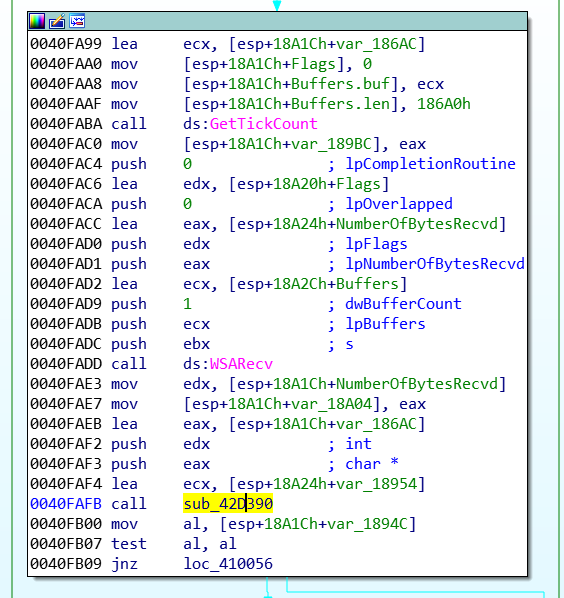 0040FA99 lea ecx, [esp+18A1Ch+var_186AC]
0040FAA0 mov [esp+18A1Ch+Flags], 0
0040FAA8 mov [esp+18A1Ch+Buffers.buf], ecx
0040FAAF mov [esp+18A1Ch+Buffers.len], 186A0h
0040FABA call ds:GetTickCount
0040FAC0 mov [esp+18A1Ch+var_189BC], eax
0040FAC4 push 0 ; lpCompletionRoutine
0040FAC6 lea edx, [esp+18A20h+Flags]
0040FACA push 0 ; lpOverlapped
0040FACC lea eax, [esp+18A24h+NumberOfBytesRecvd]
0040FAD0 push edx ; lpFlags
0040FAD1 push eax ; lpNumberOfBytesRecvd
0040FAD2 lea ecx, [esp+18A2Ch+Buffers]
0040FAD9 push 1 ; dwBufferCount
0040FADB push ecx ; lpBuffers
0040FADC push ebx ; s
0040FADD call ds:WSARecv
0040FAE3 mov edx, [esp+18A1Ch+NumberOfBytesRecvd]
0040FAE7 mov [esp+18A1Ch+var_18A04], eax
0040FAEB lea eax, [esp+18A1Ch+var_186AC]
0040FAF2 push edx ; int
0040FAF3 push eax ; char *
0040FAF4 lea ecx, [esp+18A24h+var_18954]
0040FAFB call sub_42D390
0040FB00 mov al, [esp+18A1Ch+var_1894C]
0040FB07 test al, al
0040FB09 jnz loc_410056